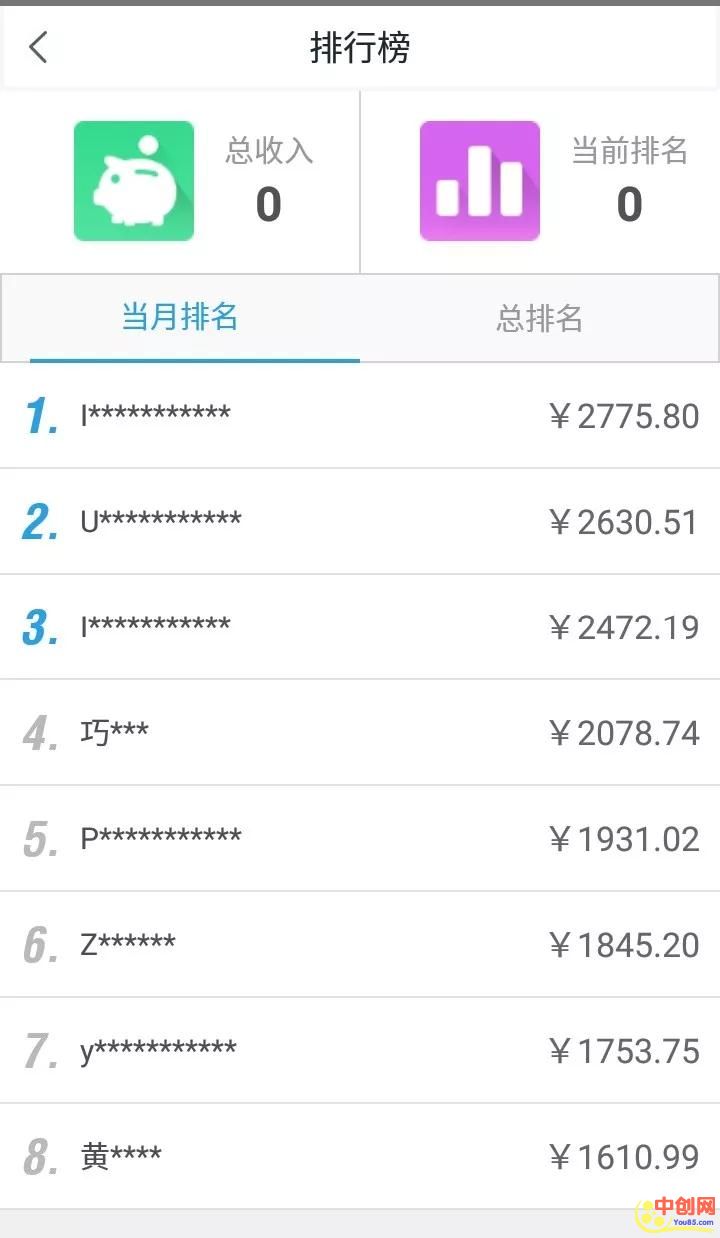 排行榜
总收入
0
当前排名
0
当月排名
总排名
1. l*********** ￥2775.80
2. U*********** ￥2630.51
3. l*********** ￥2472.19
4. 巧*** ￥2078.74
5. P*********** ￥1931.02
6. Z****** ￥1845.20
7. y*********** ￥1753.75
8. 黄**** ￥1610.99
中创网
You85.com